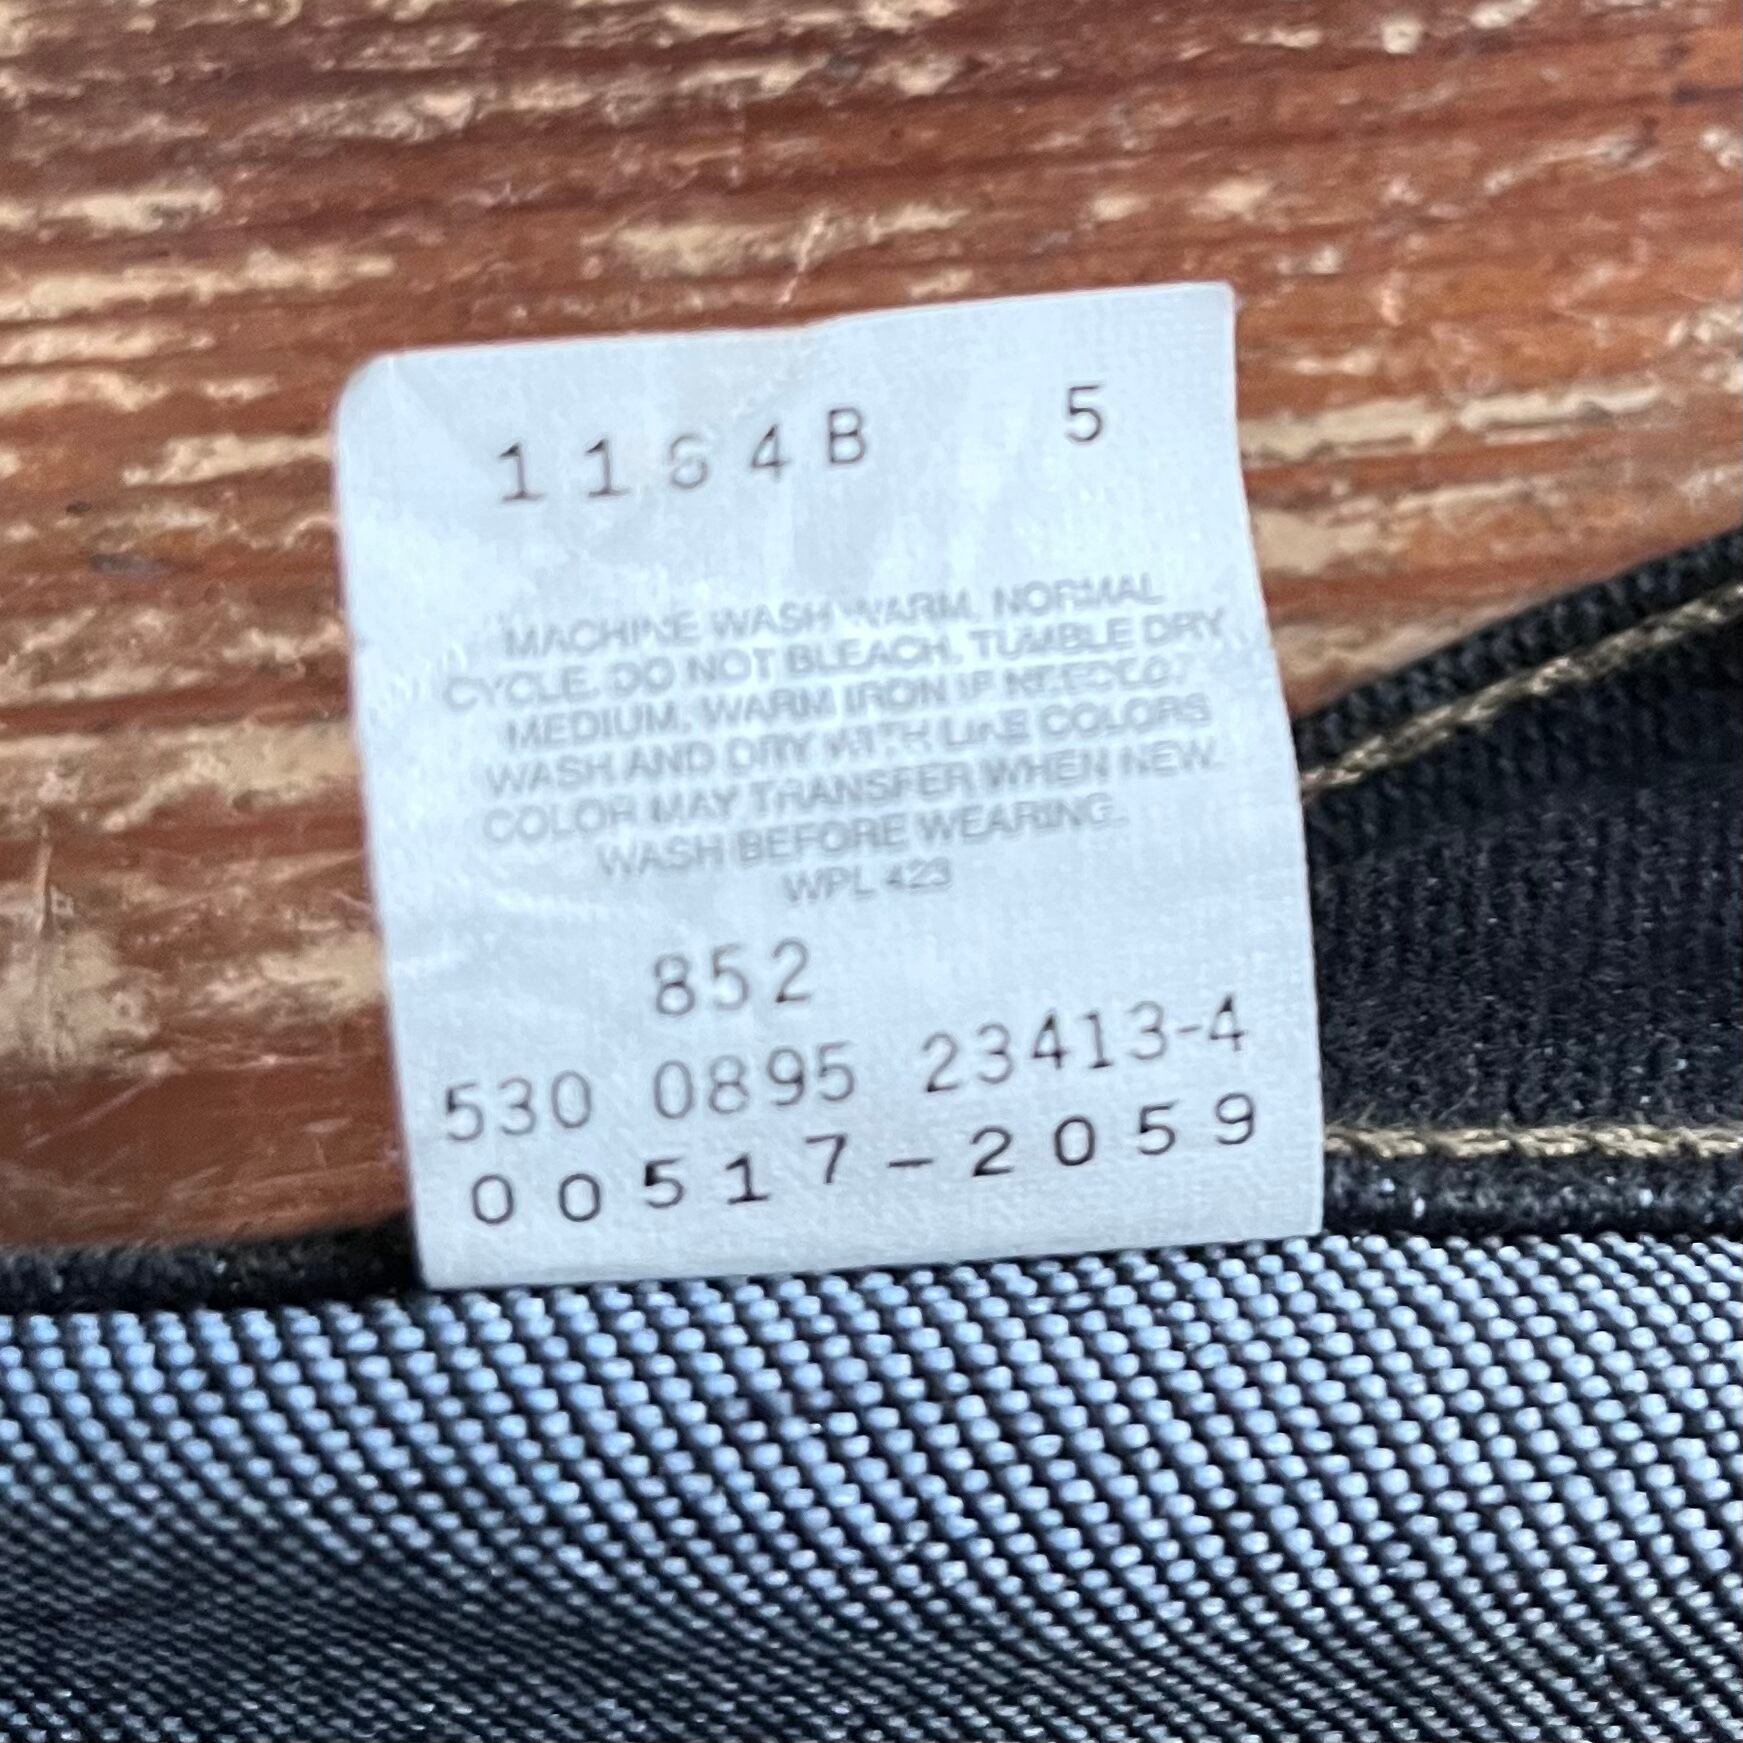 1164B 5
MACHINE WASH WARM, NORMAL
CYCLE. DO NOT BLEACH. TUMBLE DRY
MEDIUM. WARM IRON IF NEEDED.
WASH AND DRY WITH LIKE COLORS
COLOR MAY TRANSFER WHEN NEW.
WASH BEFORE WEARING.
WPL 423
852
530 0895 23413-4
00517-2059